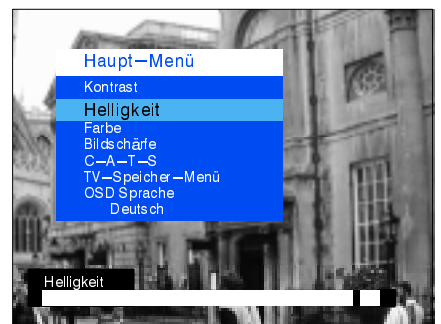 Haupt–Menü
Kontrast
Helligkeit
Farbe
Bildschärfe
C–A–T–S
TV–Speicher–Menü
OSD Sprache
Deutsch
Helligkeit